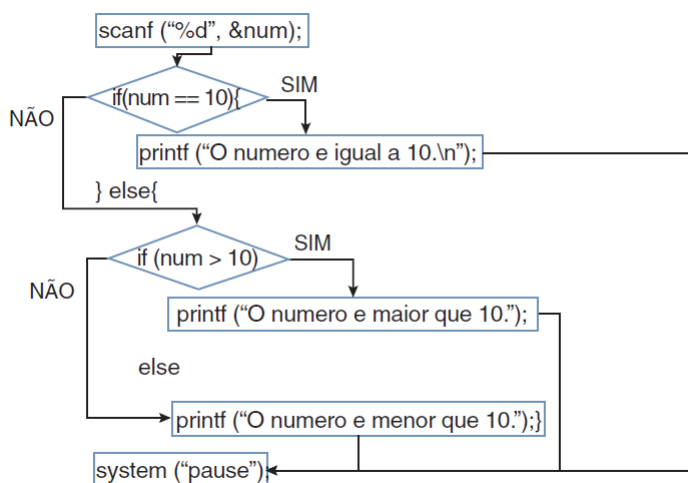 scanf (“%d”, &num);
if(num == 10){
SIM
NÃO
printf (“O numero e igual a 10.\n”);
} else{
if (num > 10)
SIM
NÃO
printf (“O numero e maior que 10.”);
else
printf (“O numero e menor que 10.”);}
system (“pause”);